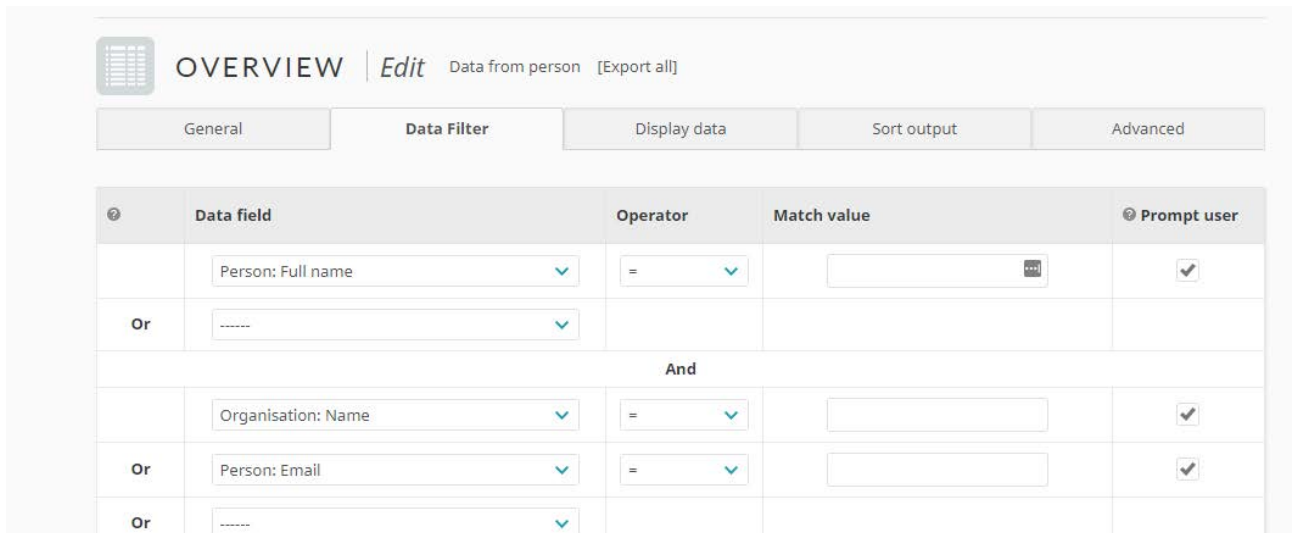 OVERVIEW Edit Data from person [Export all]
General Data Filter Display data Sort output Advanced
Data field Operator Match value Prompt user
Person: Full name =
Or ------
And
Organisation: Name =
Or Person: Email =
Or ------